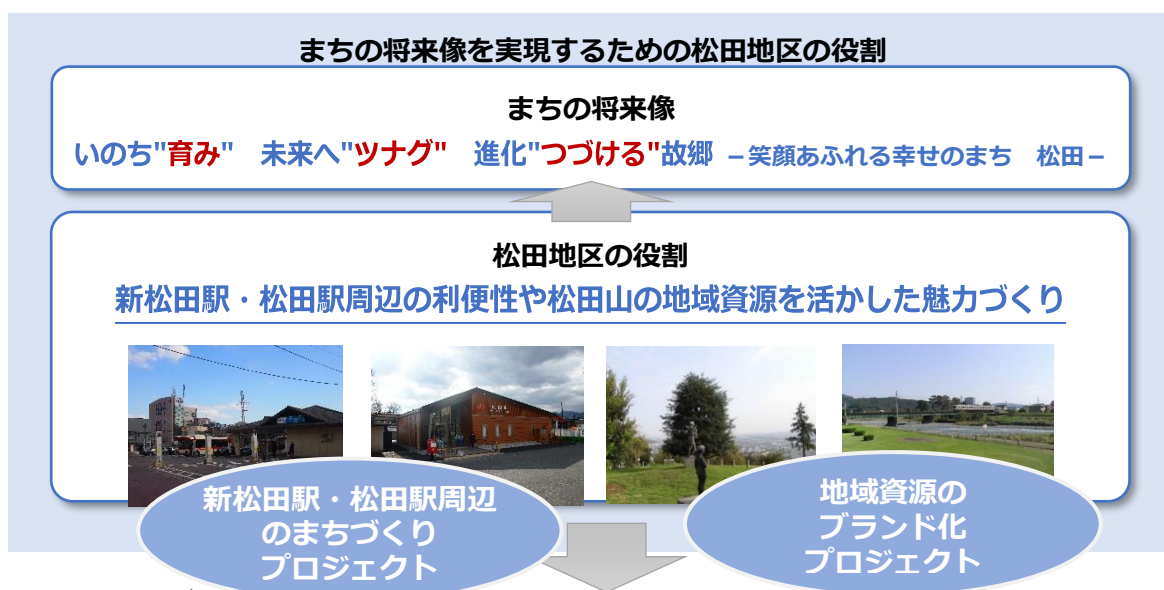 まちの将来像を実現するための松田地区の役割
まちの将来像
いのち"育み"　未来へ"ツナグ"　進化"つづける"故郷 －笑顔あふれる幸せのまち　松田－
松田地区の役割
新松田駅・松田駅周辺の利便性や松田山の地域資源を活かした魅力づくり
新松田駅・松田駅周辺
のまちづくり
プロジェクト
地域資源の
ブランド化
プロジェクト